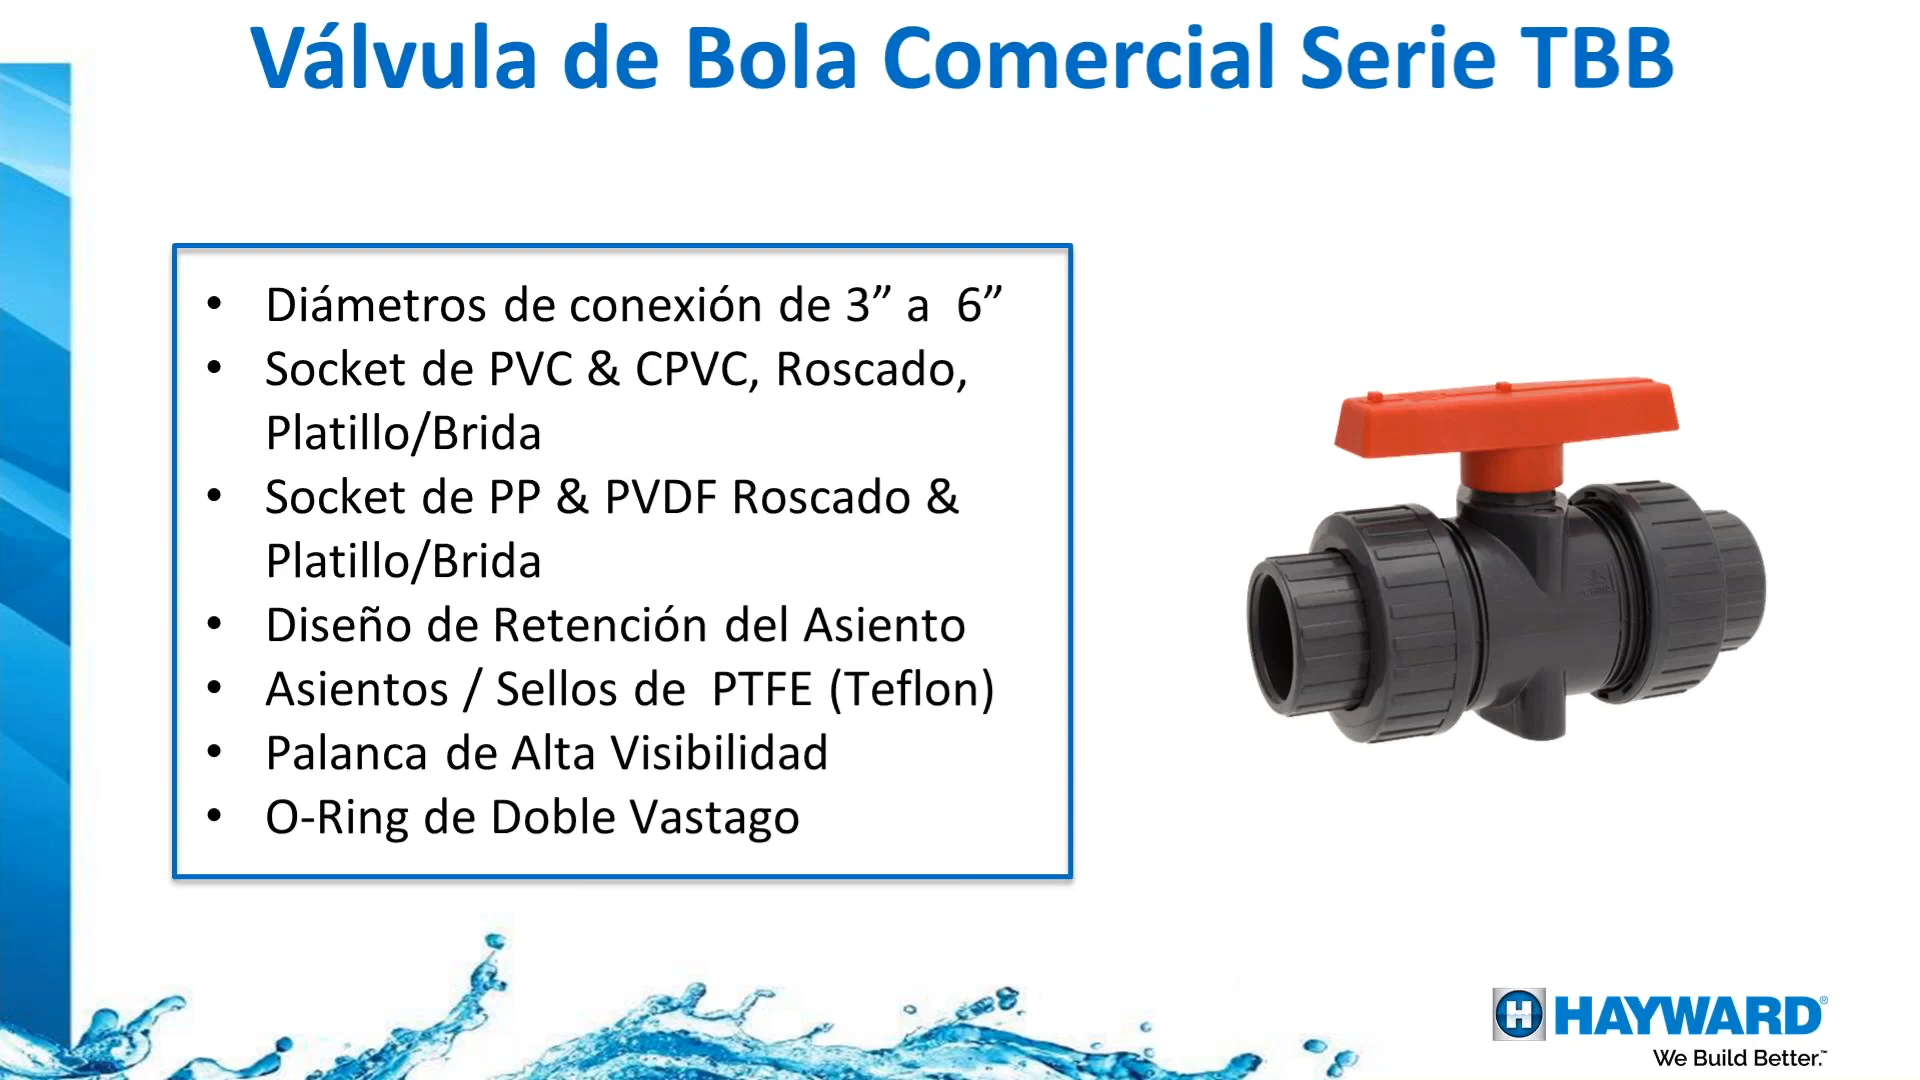 Válvula de Bola Comercial Serie TBB
• Diámetros de conexión de 3” a 6”
• Socket de PVC & CPVC, Roscado,
Platillo/Brida
• Socket de PP & PVDF Roscado &
Platillo/Brida
• Diseño de Retención del Asiento
• Asientos / Sellos de PTFE (Teflon)
• Palanca de Alta Visibilidad
• O-Ring de Doble Vastago
H HAYWARD®
We Build Better.™